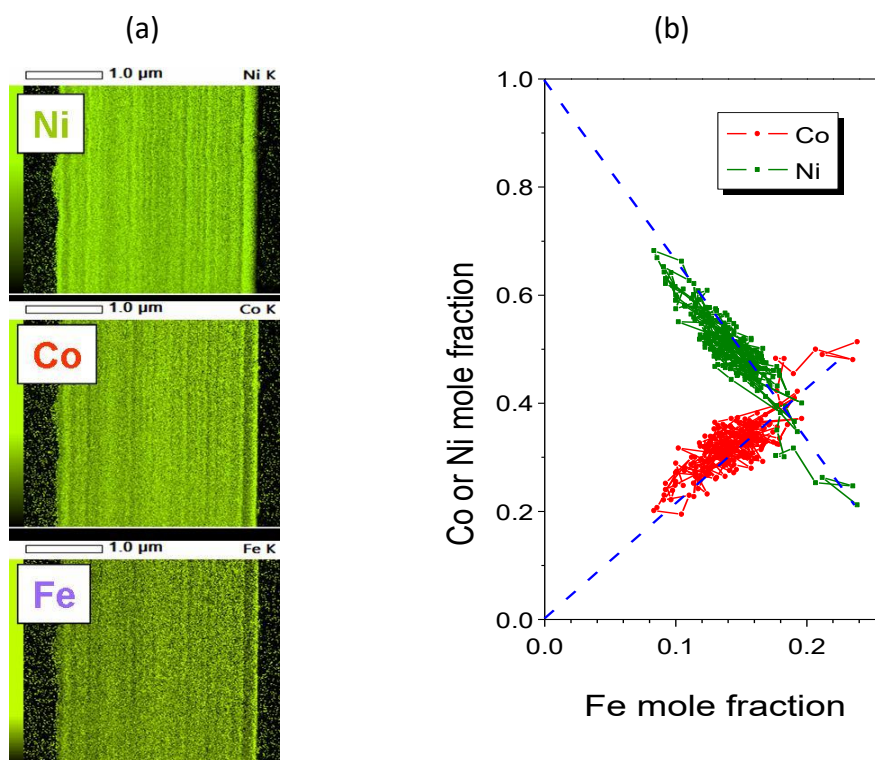 (a)
(b)
1.0 µm
Ni K
Ni
1.0 µm
Co K
Co
1.0 µm
Fe K
Fe
Co or Ni mole fraction
1.0
0.8
0.6
0.4
0.2
0.0
Co
Ni
0.0
0.1
0.2
Fe mole fraction